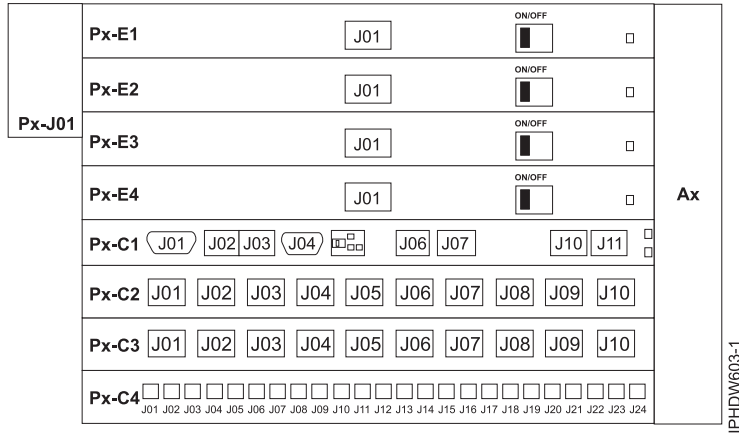 Px-J01
Px-E1 J01 ON/OFF
Px-E2 J01 ON/OFF
Px-E3 J01 ON/OFF
Px-E4 J01 ON/OFF
Px-C1 J01 J02 J03 J04 J06 J07 J10 J11
Px-C2 J01 J02 J03 J04 J05 J06 J07 J08 J09 J10
Px-C3 J01 J02 J03 J04 J05 J06 J07 J08 J09 J10
Px-C4 J01 J02 J03 J04 J05 J06 J07 J08 J09 J10 J11 J12 J13 J14 J15 J16 J17 J18 J19 J20 J21 J22 J23 J24
Ax
IPHDW603-1